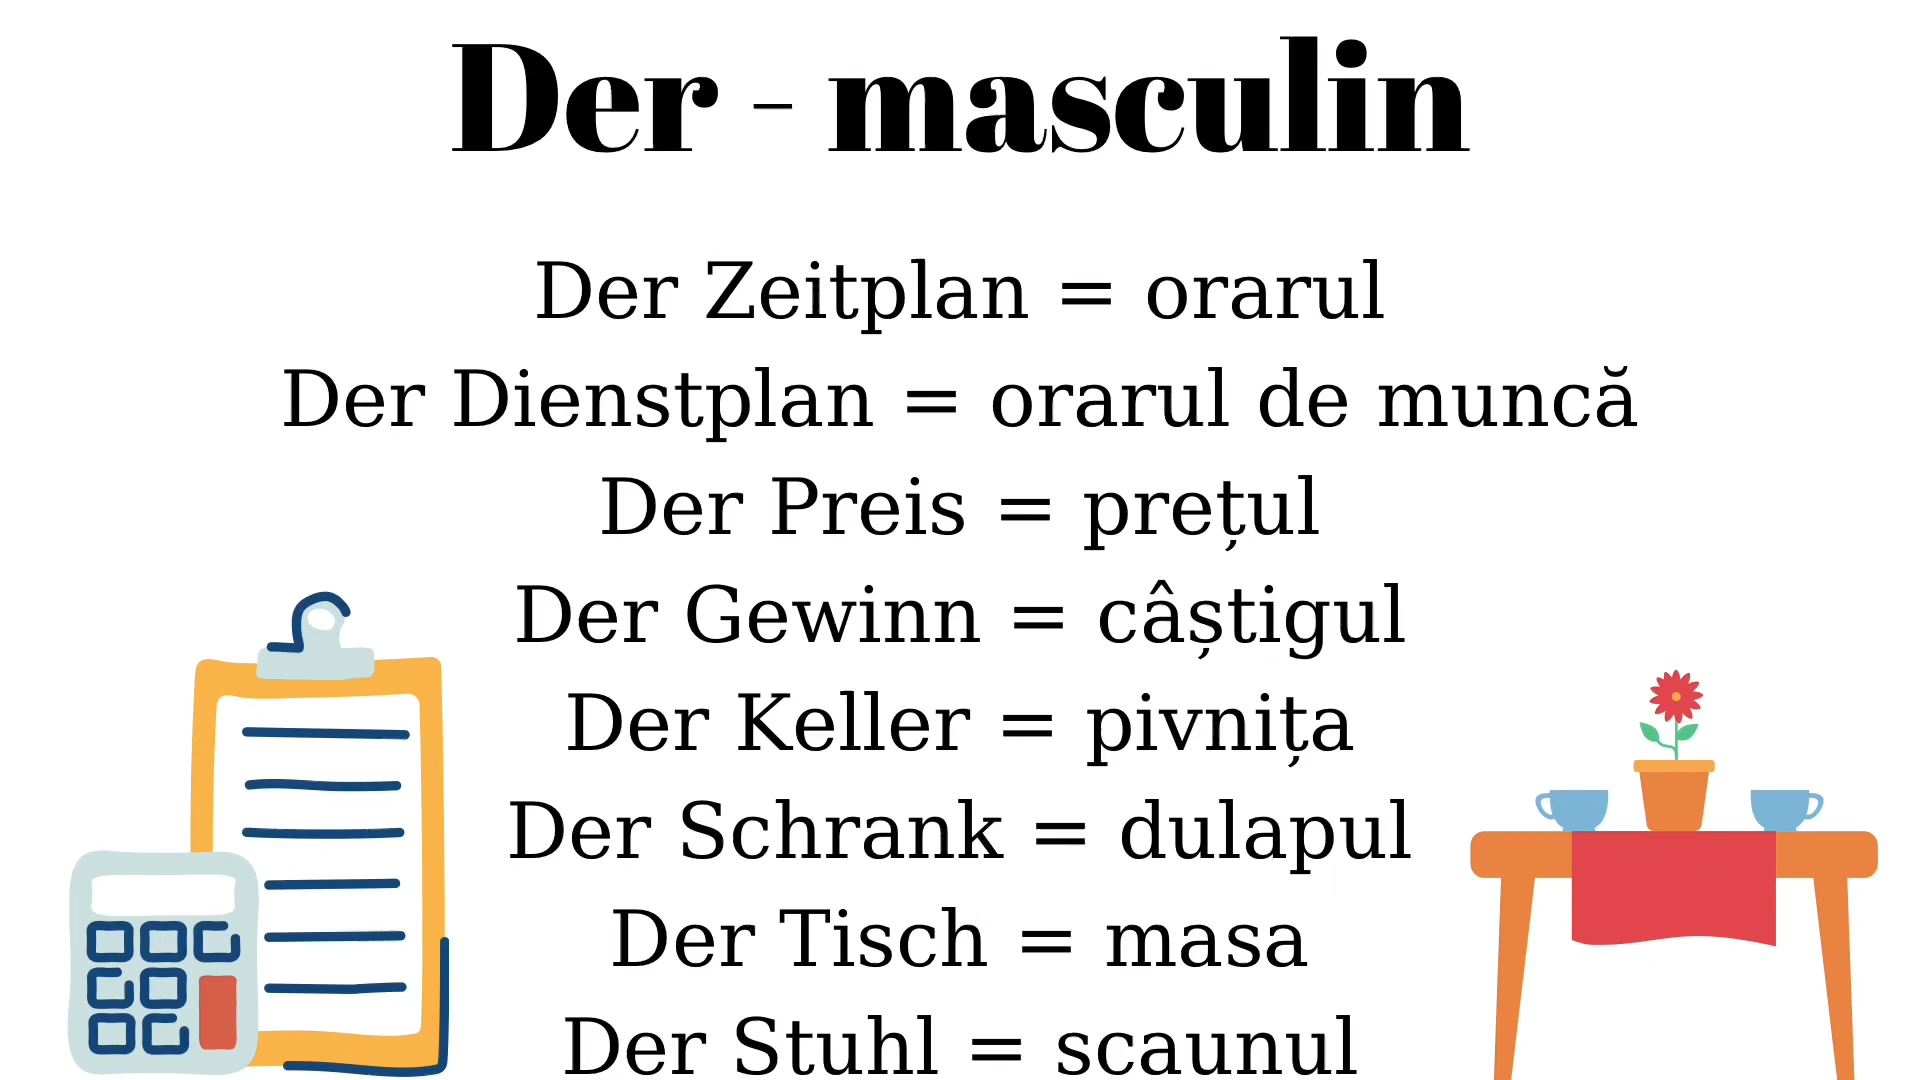 Der - masculin
Der Zeitplan = orarul
Der Dienstplan = orarul de muncă
Der Preis = prețul
Der Gewinn = câștigul
Der Keller = pivnița
Der Schrank = dulapul
Der Tisch = masa
Der Stuhl = scaunul